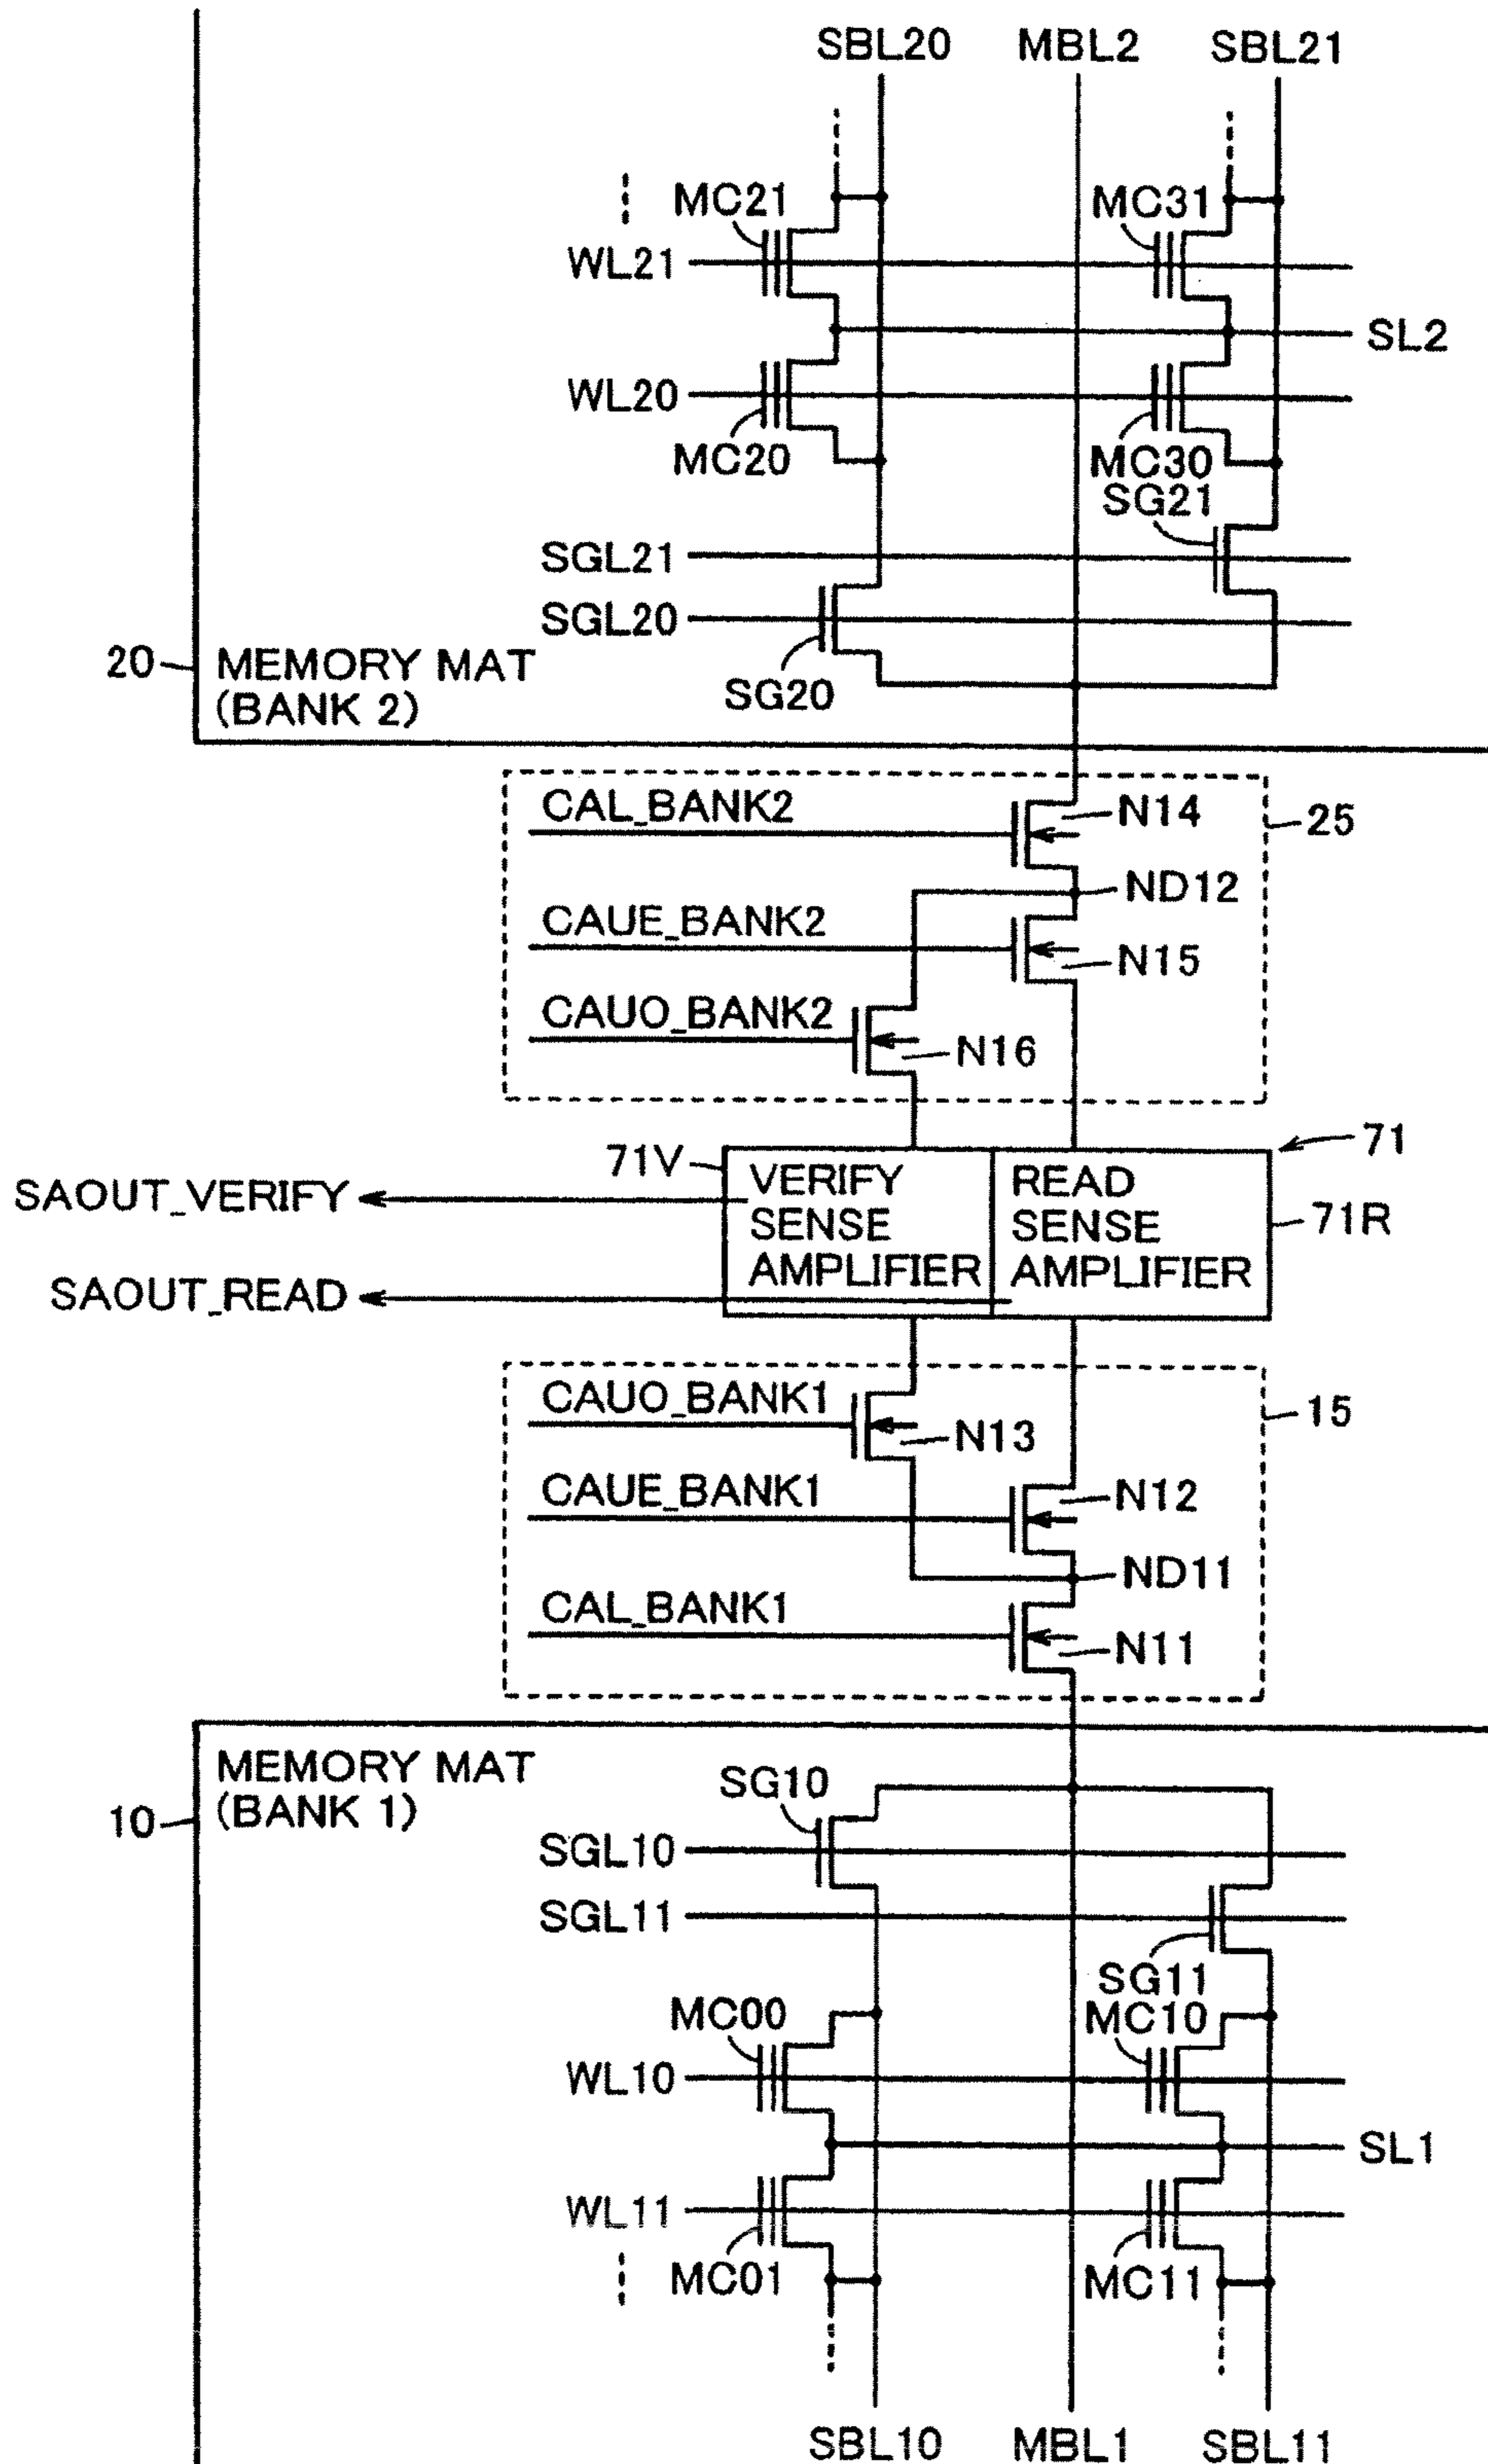 SBL20 MBL2 SBL21
MC21 MC31
WL21
SL2
WL20
MC20 MC30
SG21
SGL21
SGL20
20 MEMORY MAT
(BANK 2)
SG20
CAL_BANK2 N14 25
ND12
CAUE_BANK2
N15
CAUO_BANK2
N16
71V 71
SAOUT_VERIFY
VERIFY
SENSE
AMPLIFIER
READ
SENSE
AMPLIFIER
71R
SAOUT_READ
CAUO_BANK1 15
N13
CAUE_BANK1 N12
ND11
CAL_BANK1
N11
MEMORY MAT
(BANK 1)
10
SG10
SGL10
SGL11
SG11
MC00 MC10
WL10
SL1
WL11
MC01 MC11
SBL10 MBL1 SBL11